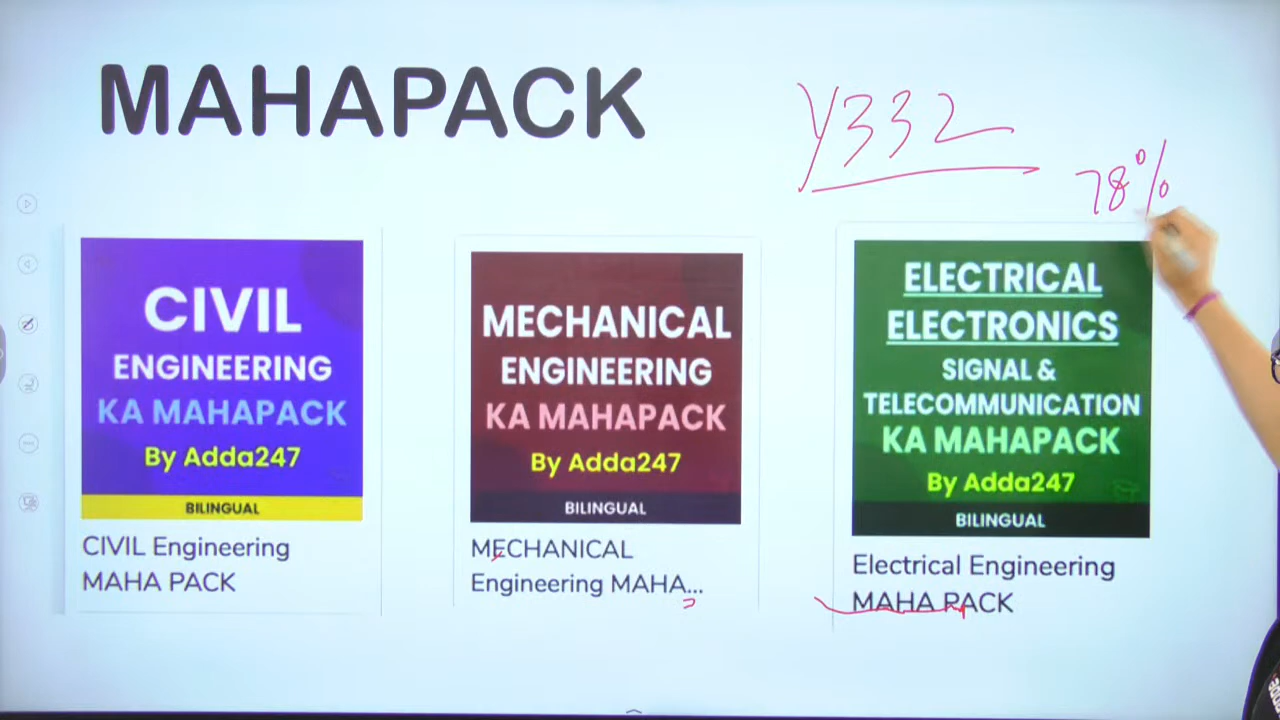 MAHAPACK
Y332
78%
CIVIL
ENGINEERING
KA MAHAPACK
By Adda247
BILINGUAL
CIVIL Engineering
MAHA PACK
MECHANICAL
ENGINEERING
KA MAHAPACK
By Adda247
BILINGUAL
MECHANICAL
Engineering MAHA...
ELECTRICAL
ELECTRONICS
SIGNAL &
TELECOMMUNICATION
KA MAHAPACK
By Adda247
BILINGUAL
Electrical Engineering
MAHA PACK